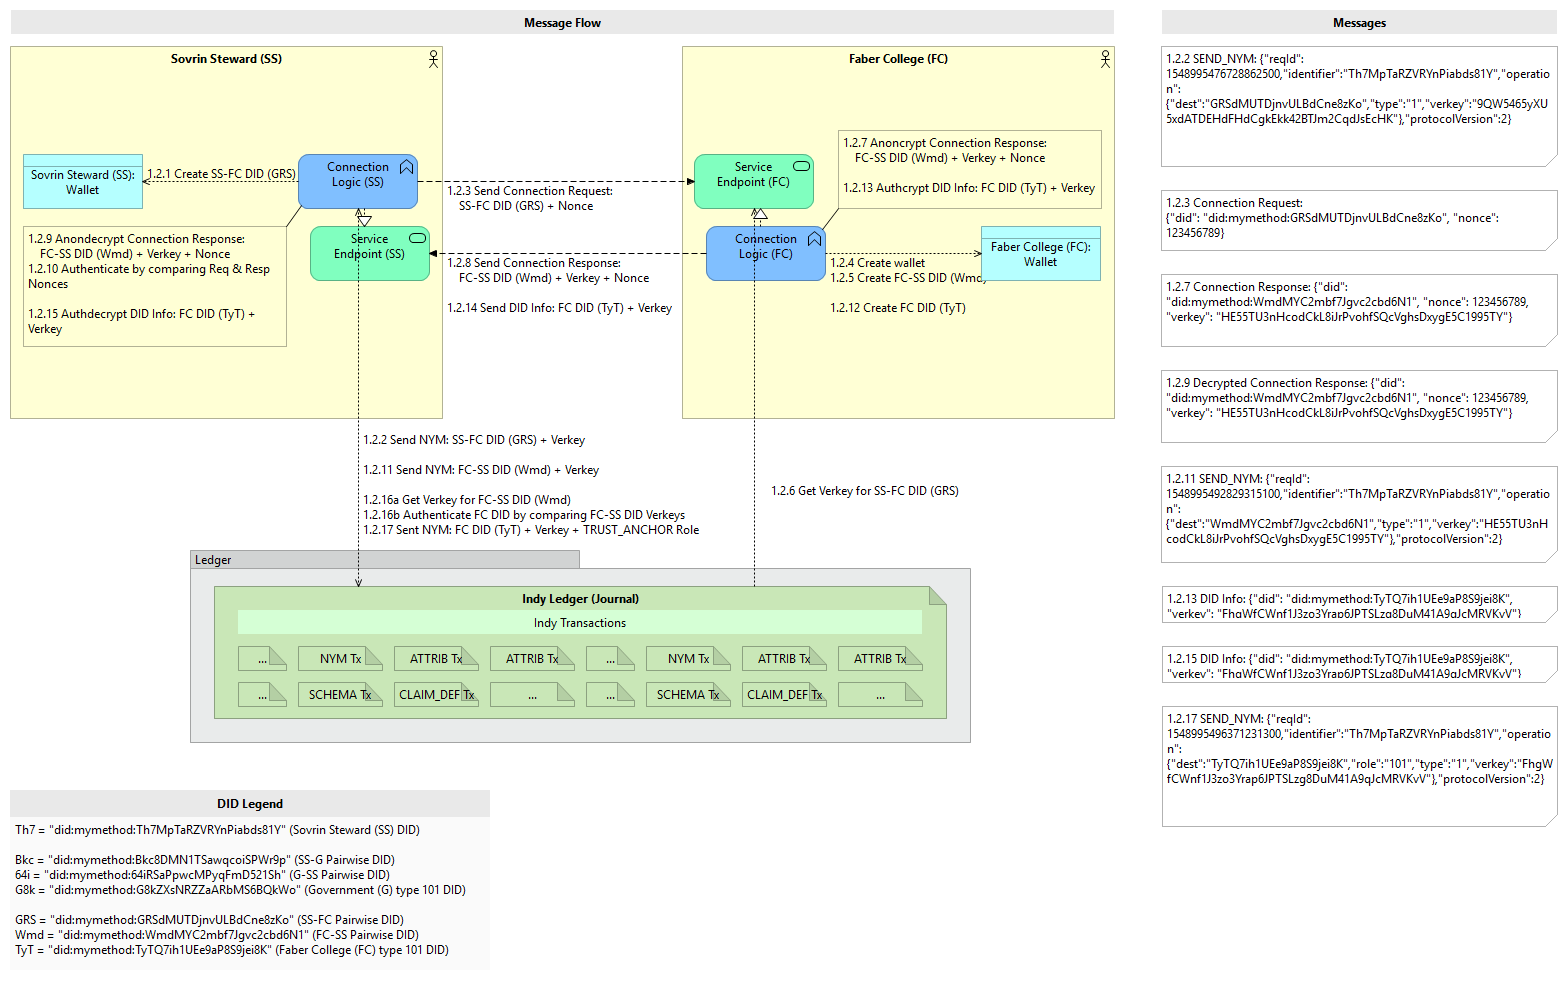 Message Flow
Sovrin Steward (SS)
Sovrin Steward (SS):
Wallet
1.2.1 Create SS-FC DID (GRS)
Connection
Logic (SS)
Service
Endpoint (SS)
1.2.9 Anondecrypt Connection Response:
FC-SS DID (Wmd) + Verkey + Nonce
1.2.10 Authenticate by comparing Req & Resp
Nonces
1.2.15 Authdecrypt DID Info: FC DID (TyT) +
Verkey
1.2.3 Send Connection Request:
SS-FC DID (GRS) + Nonce
1.2.8 Send Connection Response:
FC-SS DID (Wmd) + Verkey + Nonce
1.2.14 Send DID Info: FC DID (TyT) + Verkey
Faber College (FC)
1.2.7 Anoncrypt Connection Response:
FC-SS DID (Wmd) + Verkey + Nonce
1.2.13 Authcrypt DID Info: FC DID (TyT) + Verkey
Service
Endpoint (FC)
Connection
Logic (FC)
Faber College (FC):
Wallet
1.2.4 Create wallet
1.2.5 Create FC-SS DID (Wmd)
1.2.12 Create FC DID (TyT)
1.2.2 Send NYM: SS-FC DID (GRS) + Verkey
1.2.11 Send NYM: FC-SS DID (Wmd) + Verkey
1.2.16a Get Verkey for FC-SS DID (Wmd)
1.2.16b Authenticate FC DID by comparing FC-SS DID Verkeys
1.2.17 Sent NYM: FC DID (TyT) + Verkey + TRUST_ANCHOR Role
1.2.6 Get Verkey for SS-FC DID (GRS)
Ledger
Indy Ledger (Journal)
Indy Transactions
... NYM Tx ATTRIB Tx ATTRIB Tx ... NYM Tx ATTRIB Tx ATTRIB Tx
... SCHEMA Tx CLAIM_DEF Tx ... ... SCHEMA Tx CLAIM_DEF Tx ...
DID Legend
Th7 = "did:mymethod:Th7MpTaRZVRYnPiabds81Y" (Sovrin Steward (SS) DID)
Bkc = "did:mymethod:Bkc8DMN1TSawqcoiSPWr9p" (SS-G Pairwise DID)
64i = "did:mymethod:64iRSaPpwcMPyqFmD521Sh" (G-SS Pairwise DID)
G8k = "did:mymethod:G8kZXsNRZZaARbMS6BQkWo" (Government (G) type 101 DID)
GRS = "did:mymethod:GRSdMUTDjnvULBdCne8zKo" (SS-FC Pairwise DID)
Wmd = "did:mymethod:WmdMYC2mbf7Jgvc2cbd6N1" (FC-SS Pairwise DID)
TyT = "did:mymethod:TyTQ7ih1UEe9aP8S9jei8K" (Faber College (FC) type 101 DID)
Messages
1.2.2 SEND_NYM: {"reqId":
1548995476728862500,"identifier":"Th7MpTaRZVRYnPiabds81Y","operatio
n":
{"dest":"GRSdMUTDjnvULBdCne8zKo","type":"1","verkey":"9QW5465yXU
5xdATDEHdFHdCgkEkk42BTJm2CqdJsEcHK"},"protocolVersion":2}
1.2.3 Connection Request:
{"did": "did:mymethod:GRSdMUTDjnvULBdCne8zKo", "nonce":
123456789}
1.2.7 Connection Response: {"did":
"did:mymethod:WmdMYC2mbf7Jgvc2cbd6N1", "nonce": 123456789,
"verkey": "HE55TU3nHcodCkL8iJrPvohfSQcVghsDxygE5C1995TY"}
1.2.9 Decrypted Connection Response: {"did":
"did:mymethod:WmdMYC2mbf7Jgvc2cbd6N1", "nonce": 123456789,
"verkey": "HE55TU3nHcodCkL8iJrPvohfSQcVghsDxygE5C1995TY"}
1.2.11 SEND_NYM: {"reqId":
1548995492829315100,"identifier":"Th7MpTaRZVRYnPiabds81Y","operatio
n":
{"dest":"WmdMYC2mbf7Jgvc2cbd6N1","type":"1","verkey":"HE55TU3nH
codCkL8iJrPvohfSQcVghsDxygE5C1995TY"},"protocolVersion":2}
1.2.13 DID Info: {"did": "did:mymethod:TyTQ7ih1UEe9aP8S9jei8K",
"verkey": "FhgWfCWnf1J3zo3Yrap6JPTSLzg8DuM41A9qJcMRVKvV"}
1.2.15 DID Info: {"did": "did:mymethod:TyTQ7ih1UEe9aP8S9jei8K",
"verkey": "FhgWfCWnf1J3zo3Yrap6JPTSLzg8DuM41A9qJcMRVKvV"}
1.2.17 SEND_NYM: {"reqId":
1548995496371231300,"identifier":"Th7MpTaRZVRYnPiabds81Y","operatio
n":
{"dest":"TyTQ7ih1UEe9aP8S9jei8K","role":"101","type":"1","verkey":"FhgW
fCWnf1J3zo3Yrap6JPTSLzg8DuM41A9qJcMRVKvV"},"protocolVersion":2}